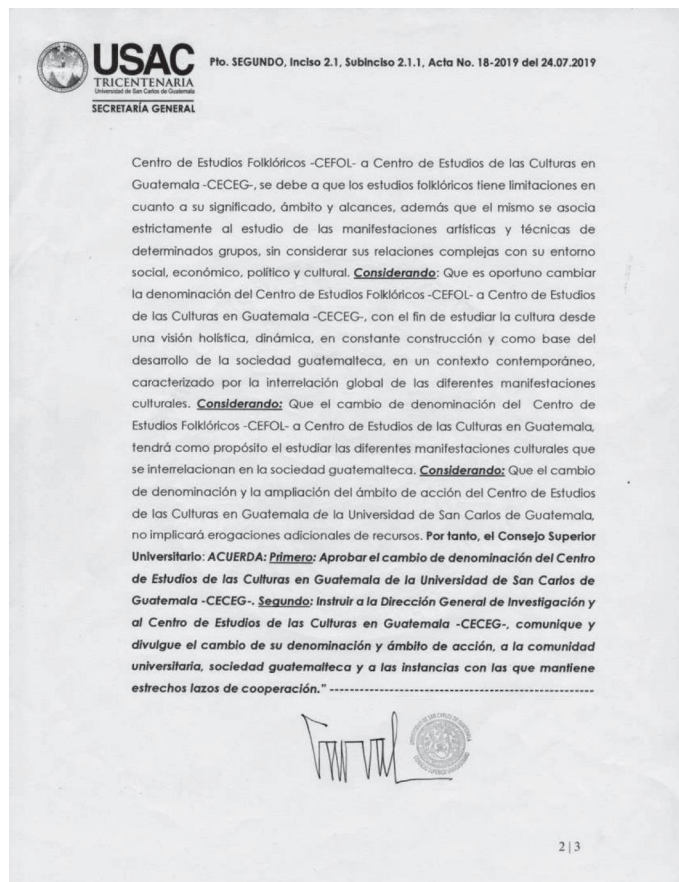 USAC
TRICENTENARIA
Universidad de San Carlos de Guatemala
SECRETARÍA GENERAL
Pto. SEGUNDO, Inciso 2.1, Subinciso 2.1.1, Acta No. 18-2019 del 24.07.2019
Centro de Estudios Folklóricos -CEFOL- a Centro de Estudios de las Culturas en
Guatemala -CECEG-, se debe a que los estudios folklóricos tiene limitaciones en
cuanto a su significado, ámbito y alcances, además que el mismo se asocia
estrictamente al estudio de las manifestaciones artísticas y técnicas de
determinados grupos, sin considerar sus relaciones complejas con su entorno
social, económico, político y cultural. Considerando: Que es oportuno cambiar
la denominación del Centro de Estudios Folklóricos -CEFOL- a Centro de Estudios
de las Culturas en Guatemala -CECEG-, con el fin de estudiar la cultura desde
una visión holística, dinámica, en constante construcción y como base del
desarrollo de la sociedad guatemalteca, en un contexto contemporáneo,
caracterizado por la interrelación global de las diferentes manifestaciones
culturales. Considerando: Que el cambio de denominación del Centro de
Estudios Folklóricos -CEFOL- a Centro de Estudios de las Culturas en Guatemala,
tendrá como propósito el estudiar las diferentes manifestaciones culturales que
se interrelacionan en la sociedad guatemalteca. Considerando: Que el cambio
de denominación y la ampliación del ámbito de acción del Centro de Estudios
de las Culturas en Guatemala de la Universidad de San Carlos de Guatemala,
no implicará erogaciones adicionales de recursos. Por tanto, el Consejo Superior
Universitario: ACUERDA: Primero: Aprobar el cambio de denominación del Centro
de Estudios de las Culturas en Guatemala de la Universidad de San Carlos de
Guatemala -CECEG-. Segundo: Instruir a la Dirección General de Investigación y
al Centro de Estudios de las Culturas en Guatemala -CECEG-, comunique y
divulgue el cambio de su denominación y ámbito de acción, a la comunidad
universitaria, sociedad guatemalteca y a las instancias con las que mantiene
estrechos lazos de cooperación." ----------------------------------------------------
2|3